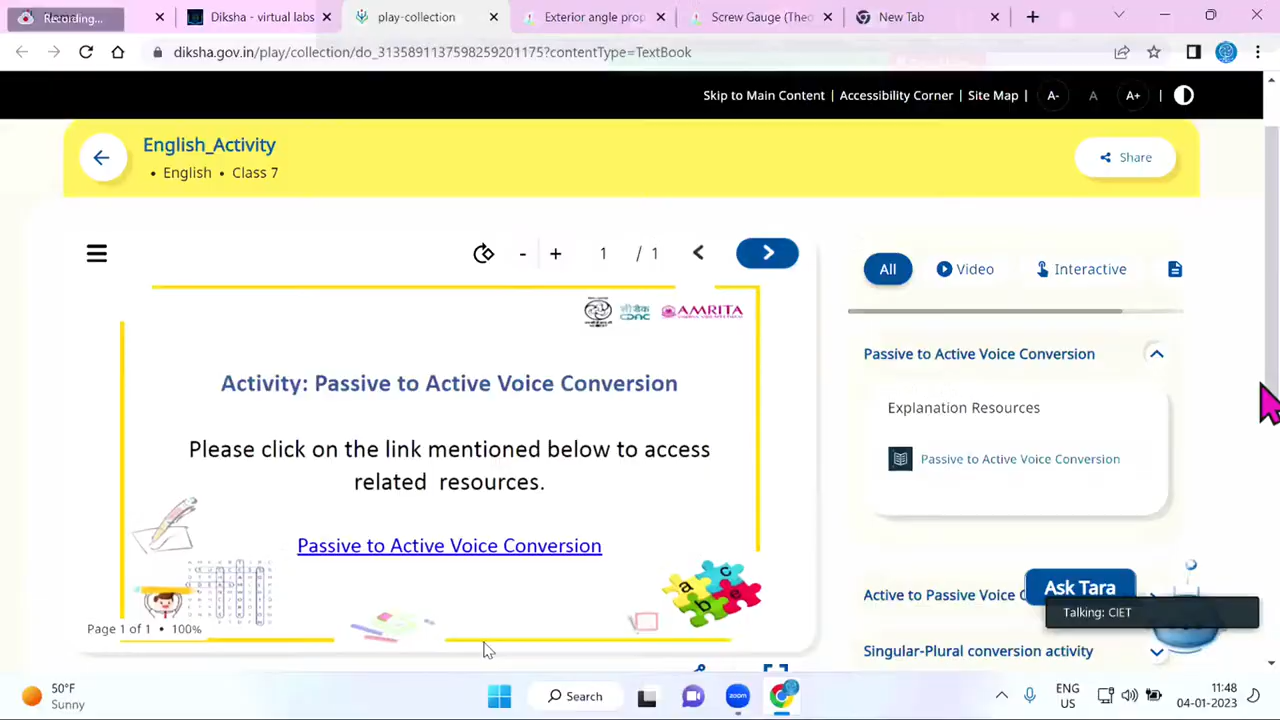 Recording...
Diksha - virtual labs
play-collection
Exterior angle prop
Screw Gauge (Theo
New Tab
diksha.gov.in/play/collection/do_3135891137598259201175?contentType=TextBook
Skip to Main Content | Accessibility Corner | Site Map | A- A A+ |
English_Activity
• English • Class 7
Share
- + 1 / 1
All Video Interactive
AMRITA
Activity: Passive to Active Voice Conversion
Please click on the link mentioned below to access
related resources.
Passive to Active Voice Conversion
a b c e
Page 1 of 1 • 100%
Passive to Active Voice Conversion
Explanation Resources
Passive to Active Voice Conversion
Active to Passive Voice C
Ask Tara
Talking: CIET
Singular-Plural conversion activity
50°F
Sunny
Search
zoom
ENG
US
11:48
04-01-2023